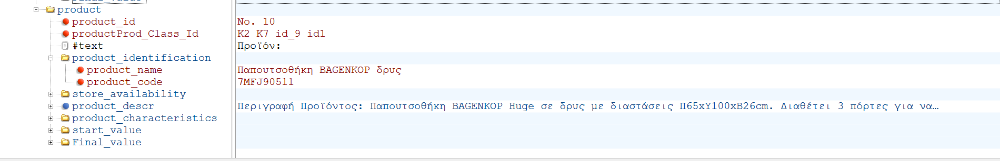 product
product_id No. 10
productProd_Class_Id K2 K7 id_9 id1
#text Προϊόν:
product_identification
product_name Παπουτσοθήκη BAGENKOP δρυς
product_code 7MFJ90511
store_availability
product_descr Περιγραφή Προϊόντος: Παπουτσοθήκη BAGENKOP Huge σε δρυς με διαστάσεις Π65xΥ100xΒ26cm. Διαθέτει 3 πόρτες για να…
product_characteristics
start_value
Final_value